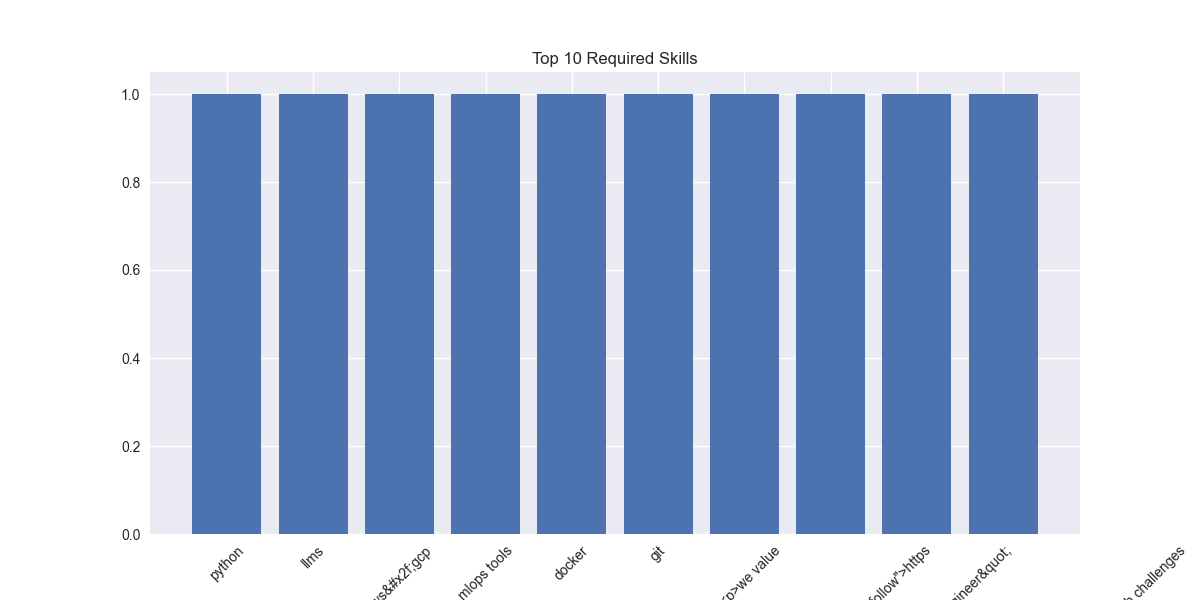 Top 10 Required Skills
1.0
0.8
0.6
0.4
0.2
0.0
python
llms
s&#x2f;gcp
mlops tools
docker
git
p>we value
follow">https
gineer&quot;
challenges